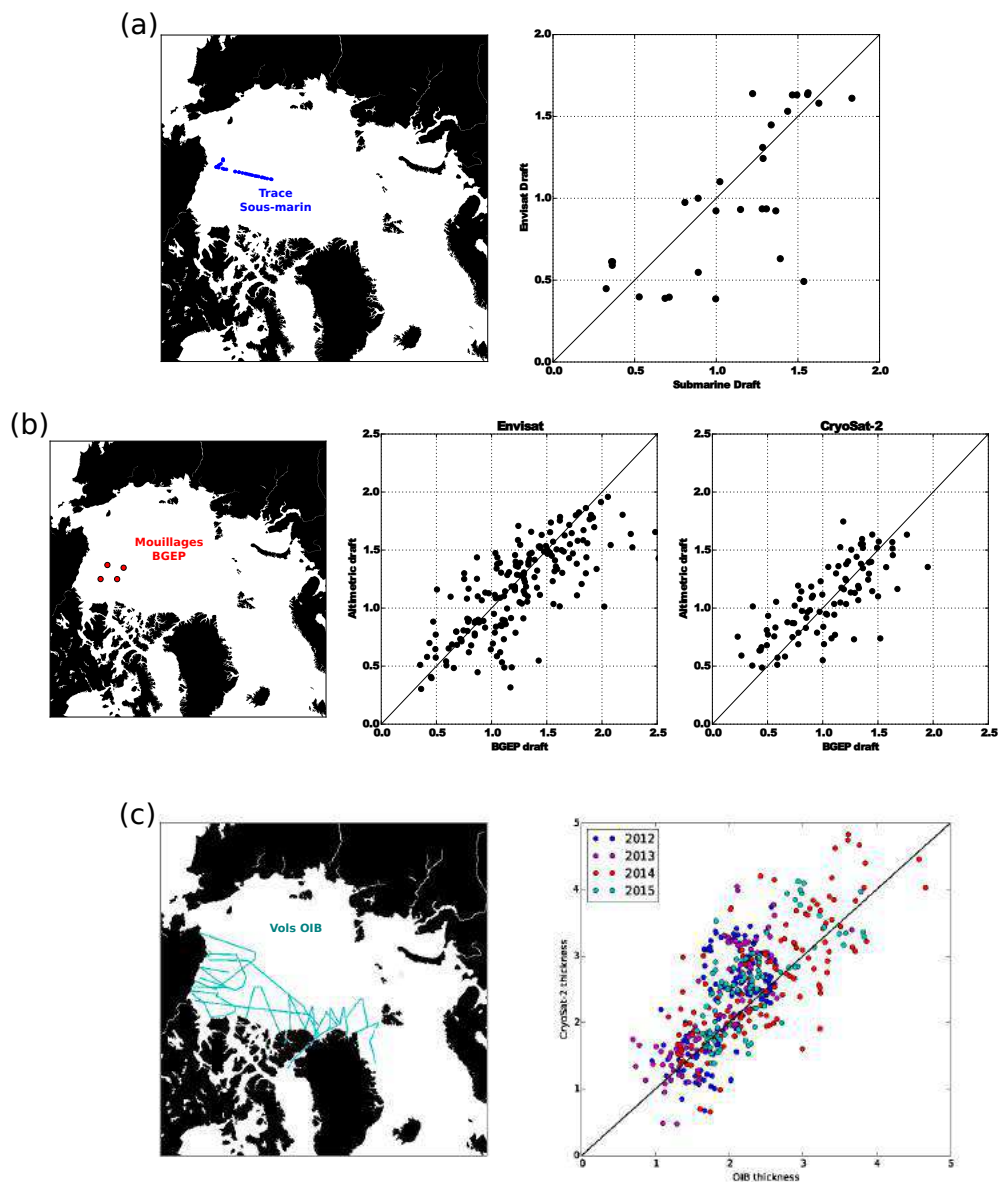 (a)
Trace
Sous-marin
2.0
1.5
1.0
0.5
0.0
Envisat Draft
0.0 0.5 1.0 1.5 2.0
Submarine Draft
(b)
Mouillages
BGEP
Envisat
2.5
2.0
1.5
1.0
0.5
0.0
Altimetric draft
0.0 0.5 1.0 1.5 2.0 2.5
BGEP draft
CryoSat-2
2.5
2.0
1.5
1.0
0.5
0.0
Altimetric draft
0.0 0.5 1.0 1.5 2.0 2.5
BGEP draft
(c)
Vols OIB
2012
2013
2014
2015
5
4
3
2
1
0
CryoSat-2 thickness
0 1 2 3 4 5
OIB thickness